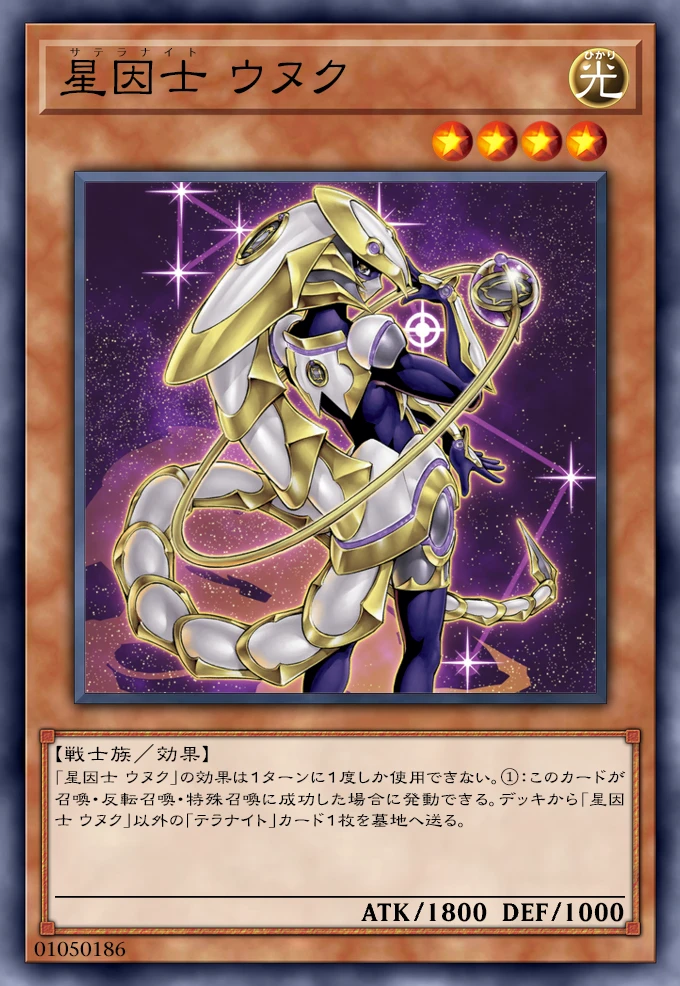 サテラナイト
星因士 ウヌク
ひかり
光
【戦士族／効果】
「星因士 ウヌク」の効果は1ターンに1度しか使用できない。①：このカードが
召喚・反転召喚・特殊召喚に成功した場合に発動できる。デッキから「星因
士 ウヌク」以外の「テラナイト」カード1枚を墓地へ送る。
ATK/1800 DEF/1000
01050186